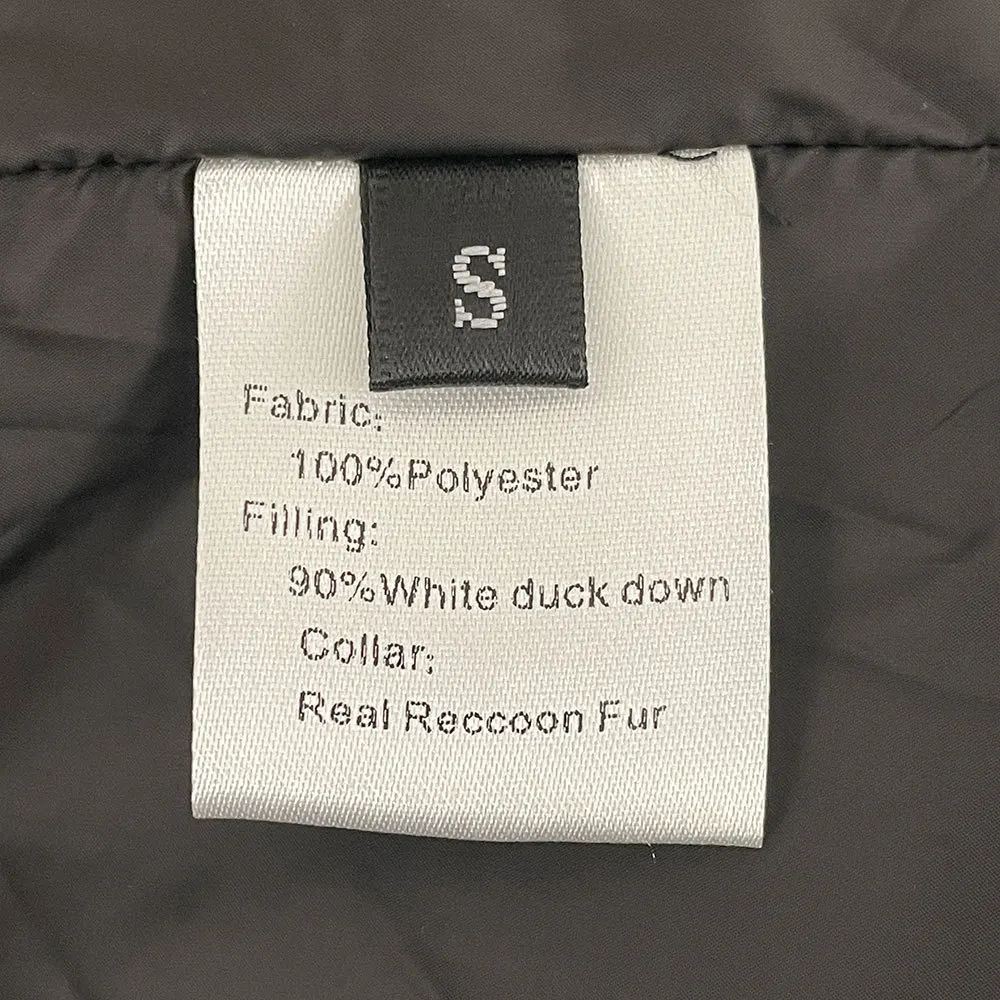 S
Fabric:
100%Polyester
Filling:
90%White duck down
Collar:
Real Reccoon Fur